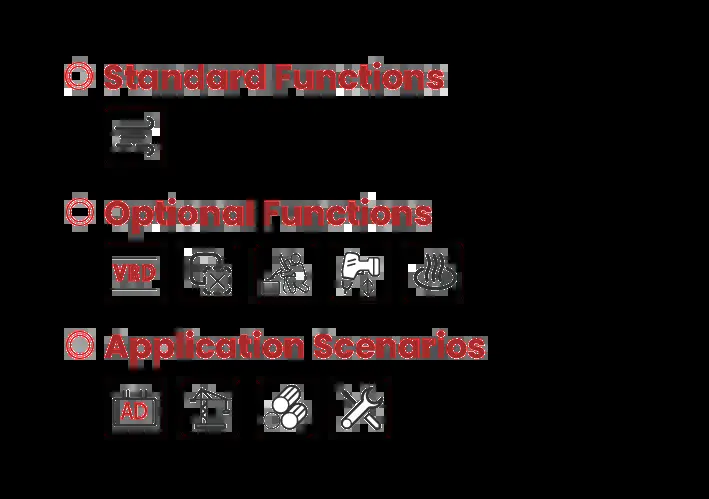 Standard Functions
Optional Functions
VRD
Application Scenarios
AD